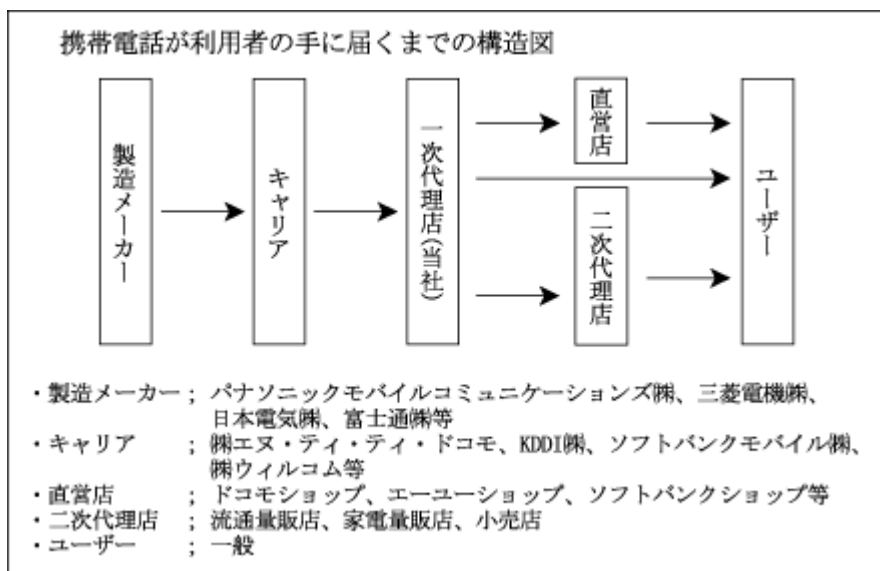 携帯電話が利用者の手に届くまでの構造図
製造メーカー
キャリア
一次代理店(当社)
直営店
二次代理店
ユーザー
・製造メーカー ; パナソニックモバイルコミュニケーションズ㈱、三菱電機㈱、
日本電気㈱、富士通㈱等
・キャリア ; ㈱エヌ・ティ・ティ・ドコモ、KDDI㈱、ソフトバンクモバイル㈱、
㈱ウィルコム等
・直営店 ; ドコモショップ、エーユーショップ、ソフトバンクショップ等
・二次代理店 ; 流通量販店、家電量販店、小売店
・ユーザー ; 一般